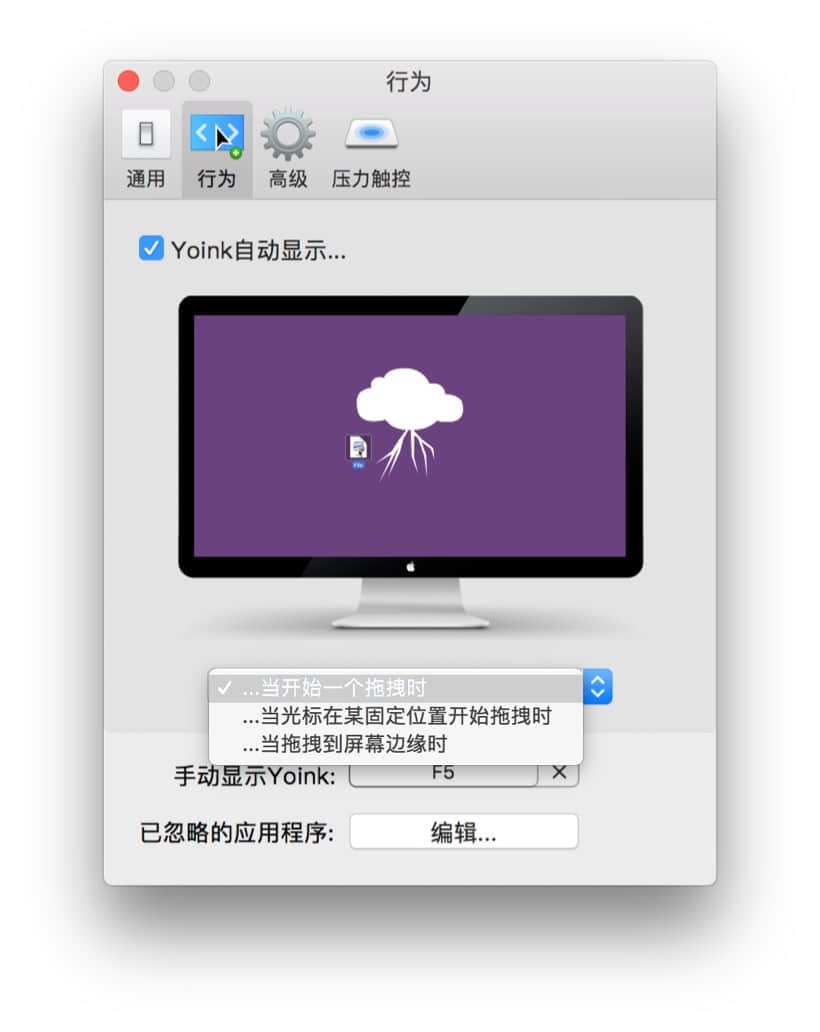 行为
通用
行为
高级
压力触控
Yoink自动显示...
File
✓ ...当开始一个拖拽时
...当光标在某固定位置开始拖拽时
...当拖拽到屏幕边缘时
手动显示Yoink:
F5
×
已忽略的应用程序:
编辑...